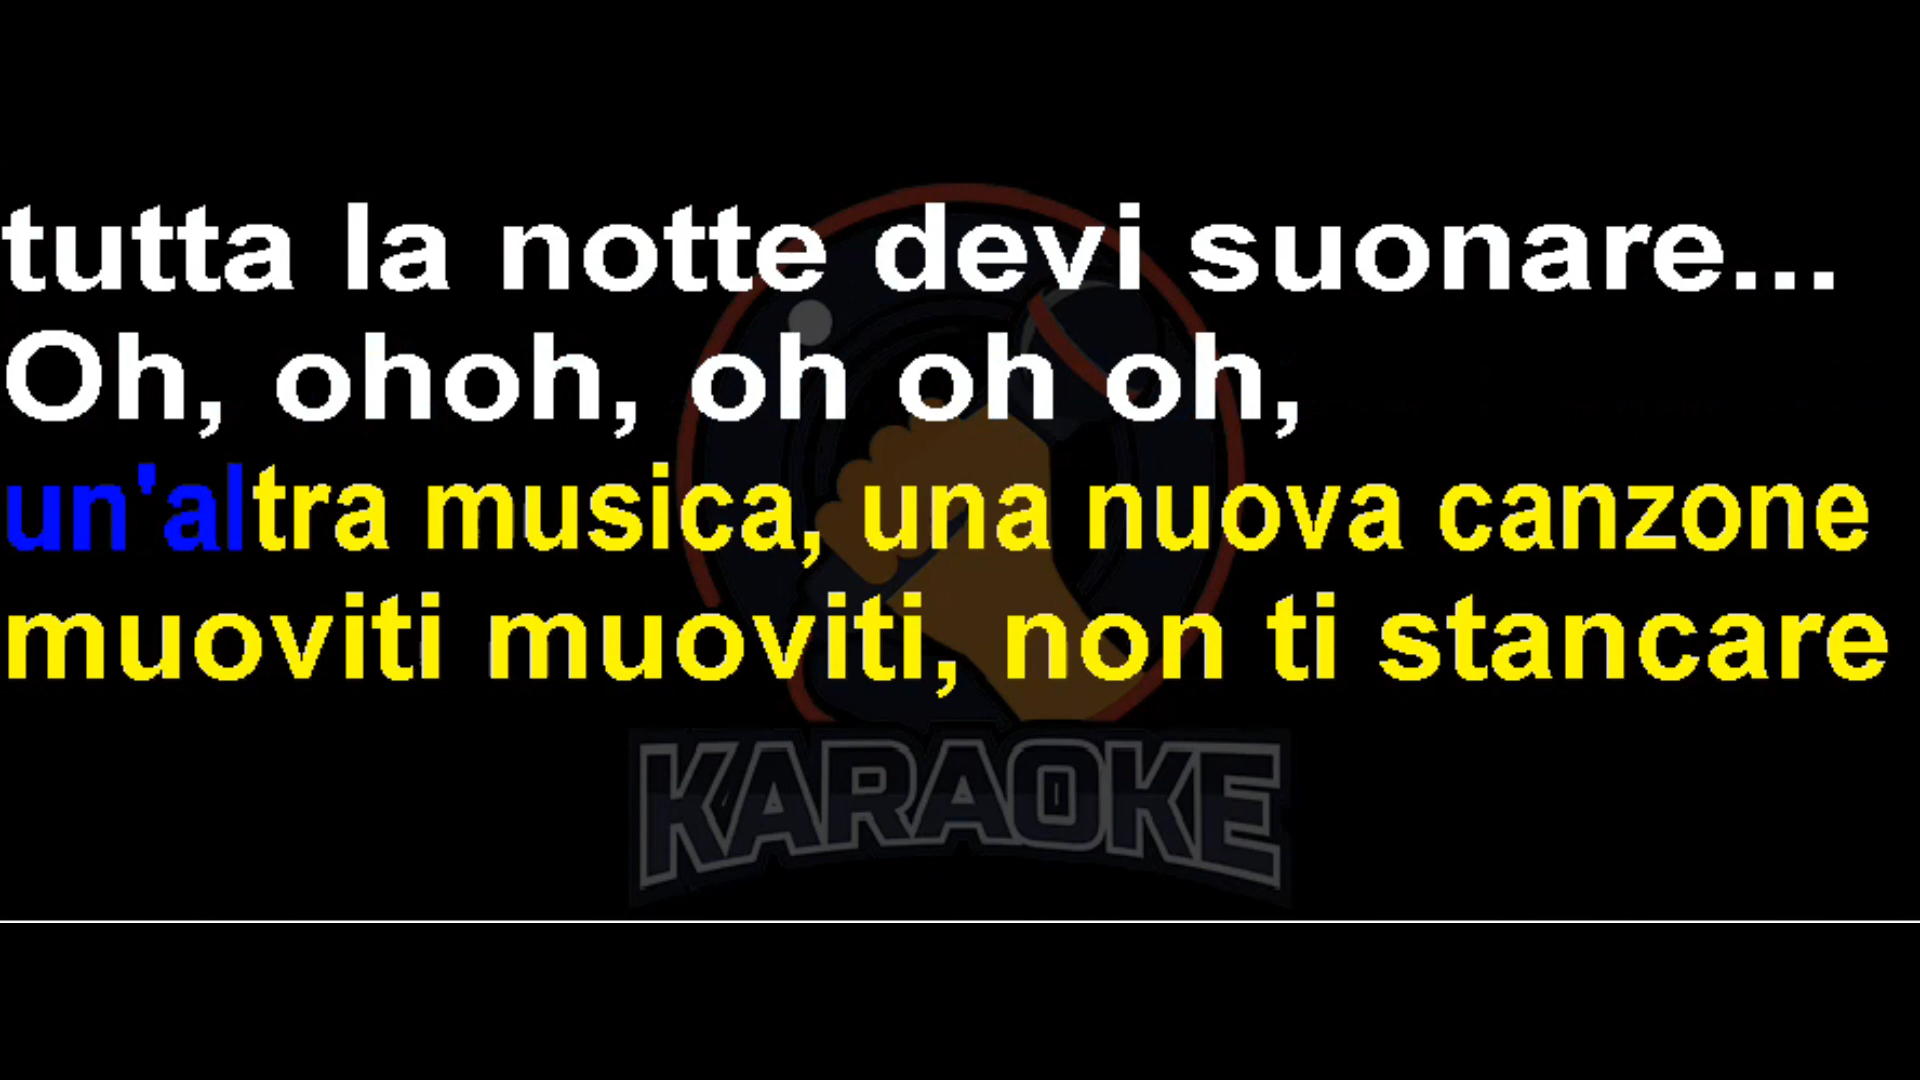 tutta la notte devi suonare...
Oh, ohoh, oh oh oh,
un'altra musica, una nuova canzone
muoviti muoviti, non ti stancare
KARAOKE